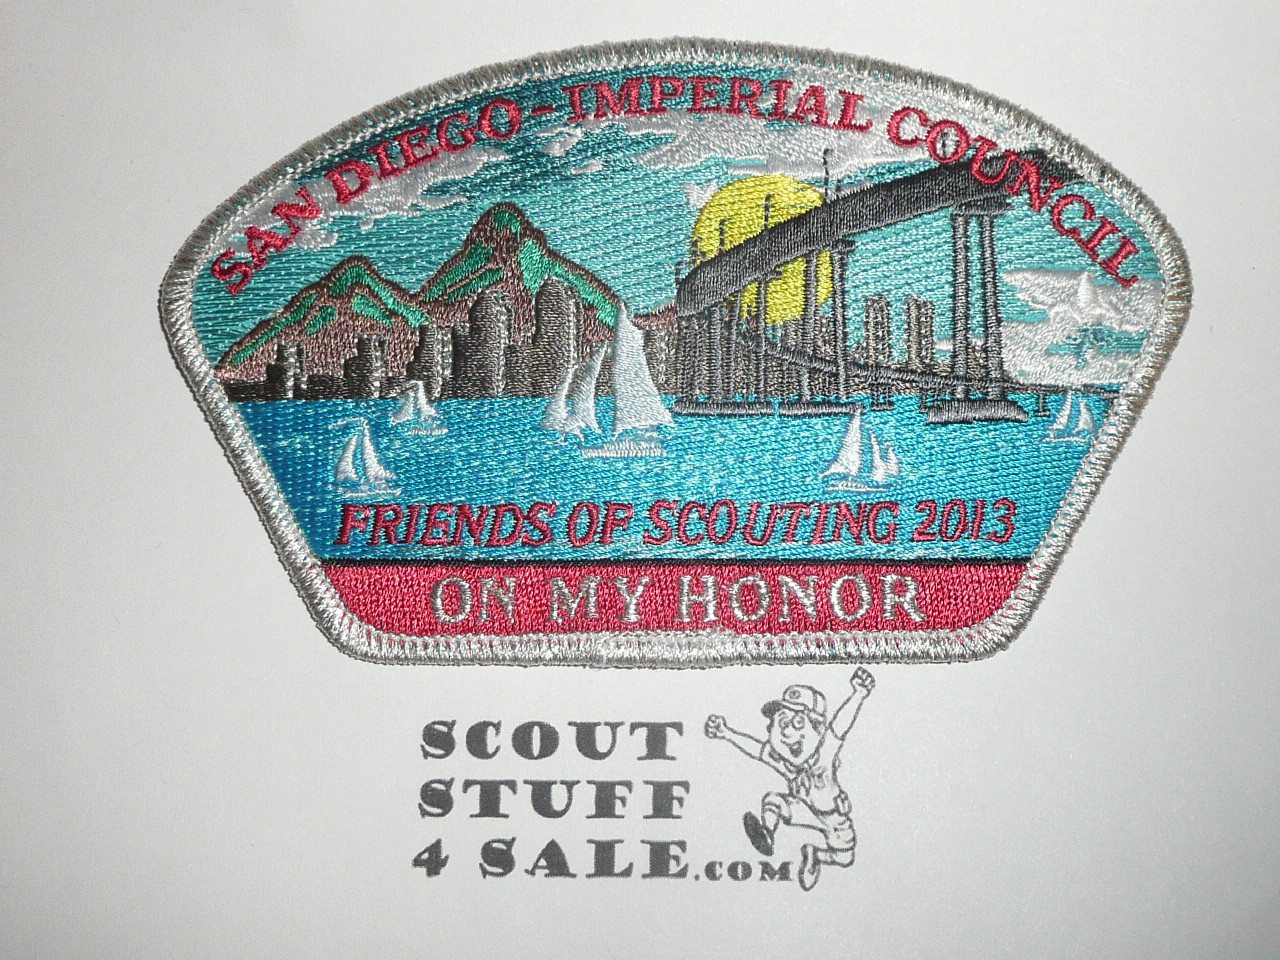 SAN DIEGO-IMPERIAL COUNCIL
FRIENDS OF SCOUTING 2013
ON MY HONOR
SCOUT
STUFF
4 SALE.COM